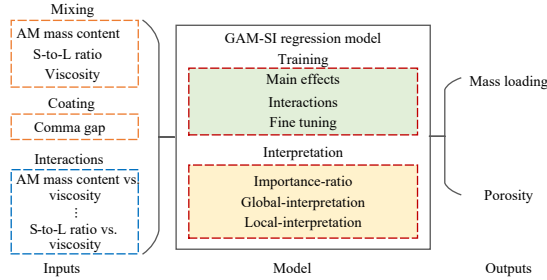 Mixing
AM mass content
S-to-L ratio
Viscosity
Coating
Comma gap
Interactions
AM mass content vs.
viscosity
⋮
S-to-L ratio vs.
viscosity
Inputs
GAM-SI regression model
Training
Main effects
Interactions
Fine tuning
Interpretation
Importance-ratio
Global-interpretation
Local-interpretation
Model
Mass loading
Porosity
Outputs